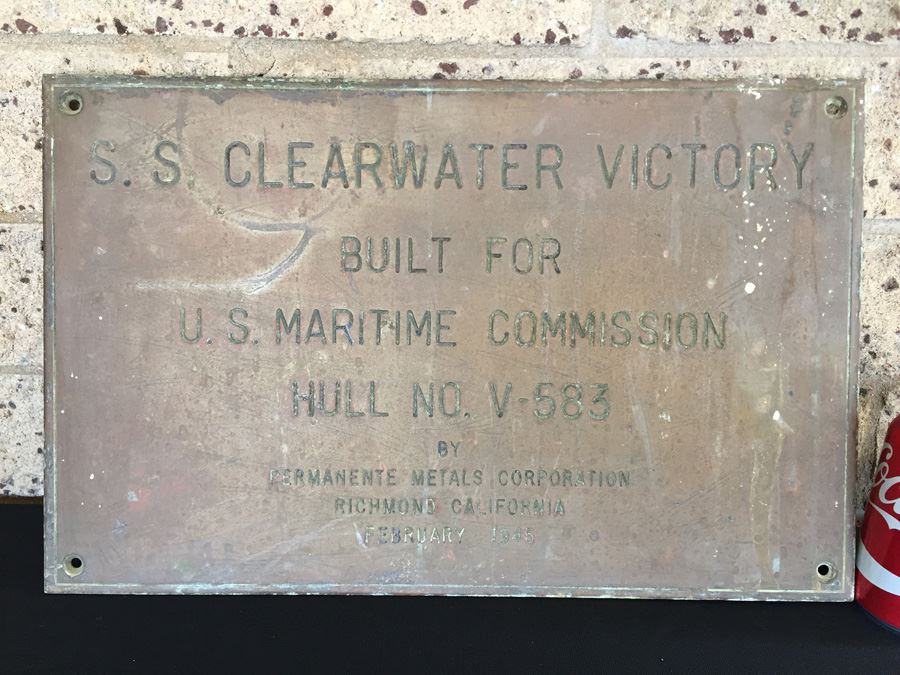 S. S. CLEARWATER VICTORY
BUILT FOR
U. S. MARITIME COMMISSION
HULL NO. V-583
BY
PERMANENTE METALS CORPORATION
RICHMOND CALIFORNIA
FEBRUARY 1945